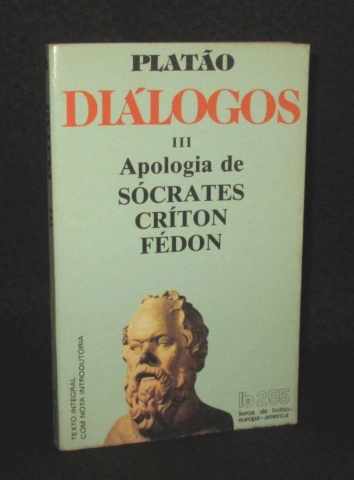 PLATÃO
DIÁLOGOS
III
Apologia de
SÓCRATES
CRÍTON
FÉDON
TEXTO INTEGRAL
COM NOTA INTRODUTÓRIA
lb 255
livros de bolso
europa-américa